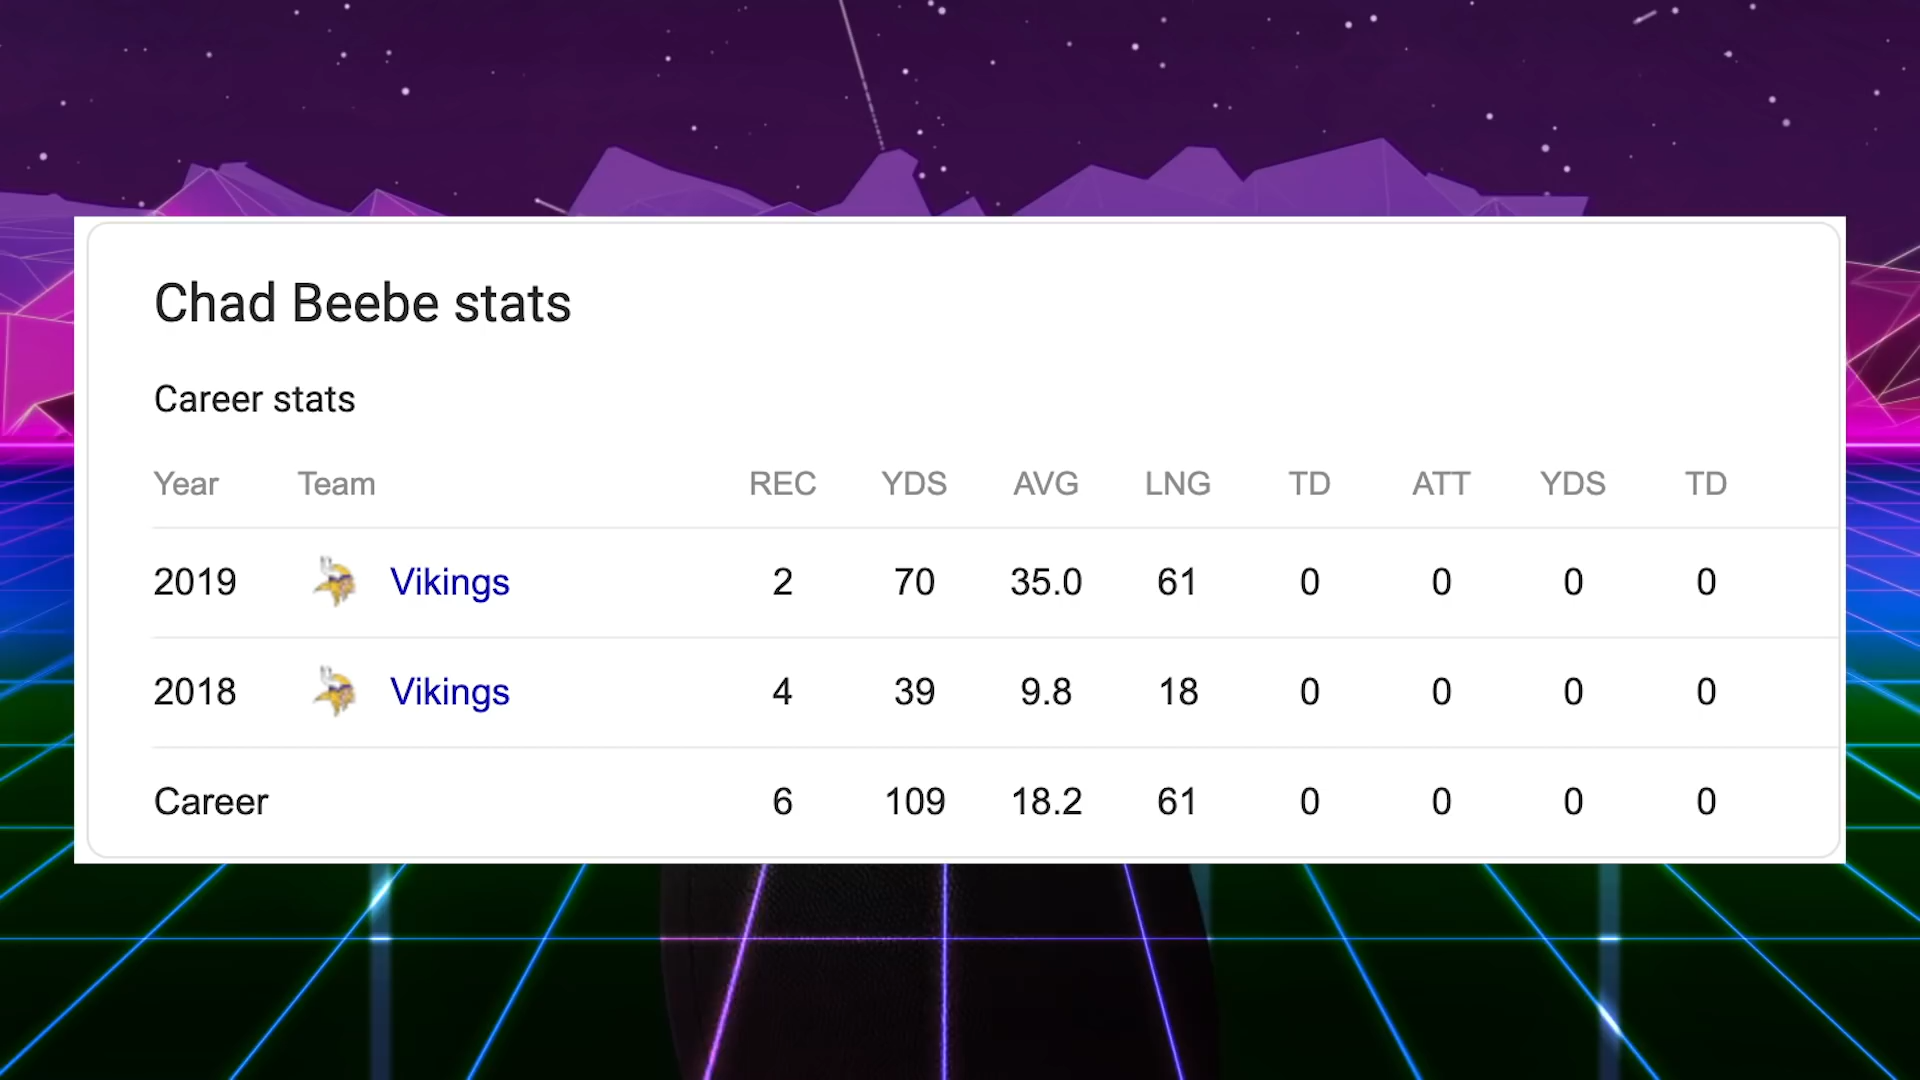 Chad Beebe stats
Career stats
Year Team REC YDS AVG LNG TD ATT YDS TD
2019 Vikings 2 70 35.0 61 0 0 0 0
2018 Vikings 4 39 9.8 18 0 0 0 0
Career 6 109 18.2 61 0 0 0 0